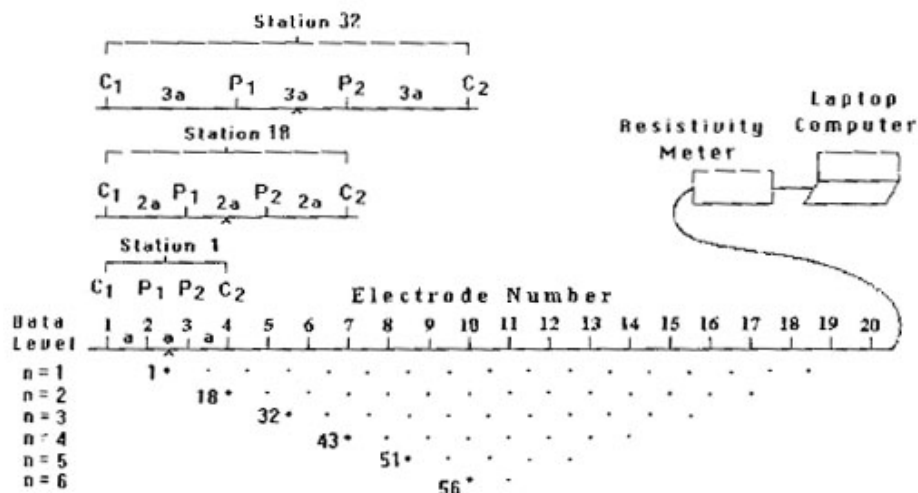 Station 32
C1 3a P1 3a P2 3a C2
Laptop
Resistivity Computer
Meter
Station 18
C1 2a P1 2a P2 2a C2
Station 1
C1 P1 P2 C2
Electrode Number
Data
Level
1 2 3 4 5 6 7 8 9 10 11 12 13 14 15 16 17 18 19 20
a a a
n = 1 1
n = 2 18
n = 3 32
n = 4 43
n = 5 51
n = 6 56